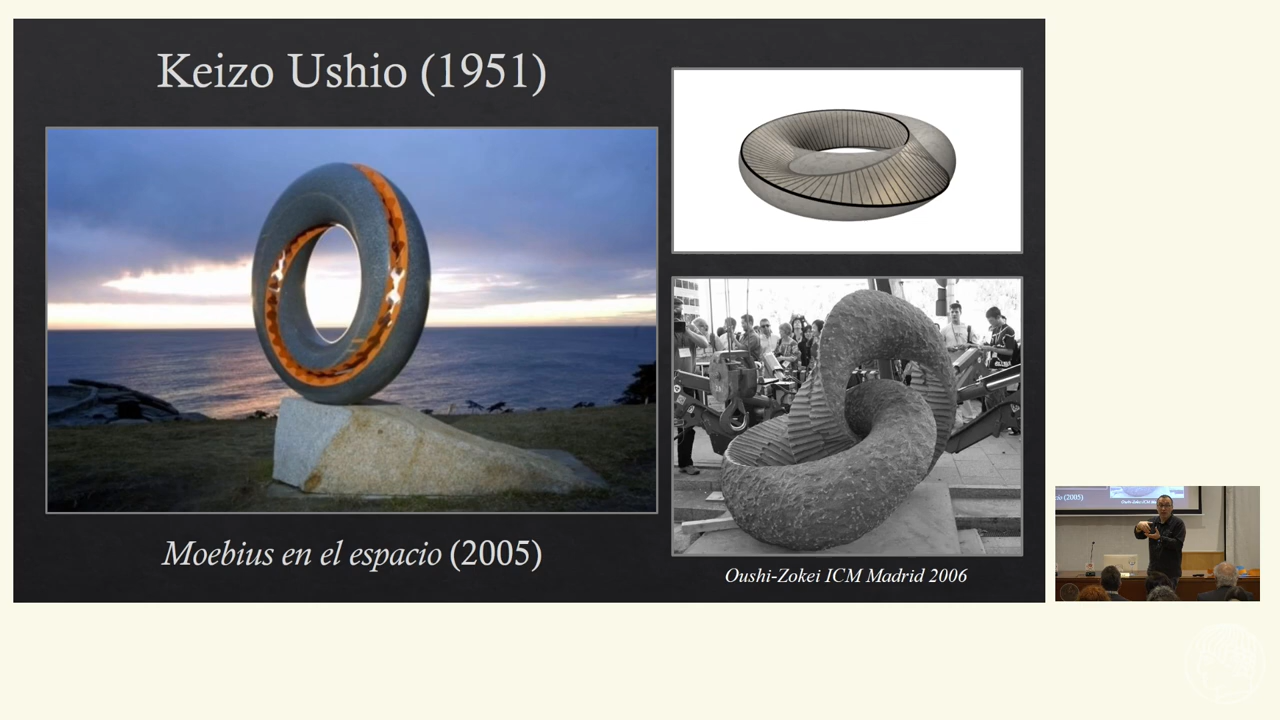 Keizo Ushio (1951)
Moebius en el espacio (2005)
Oushi-Zokei ICM Madrid 2006